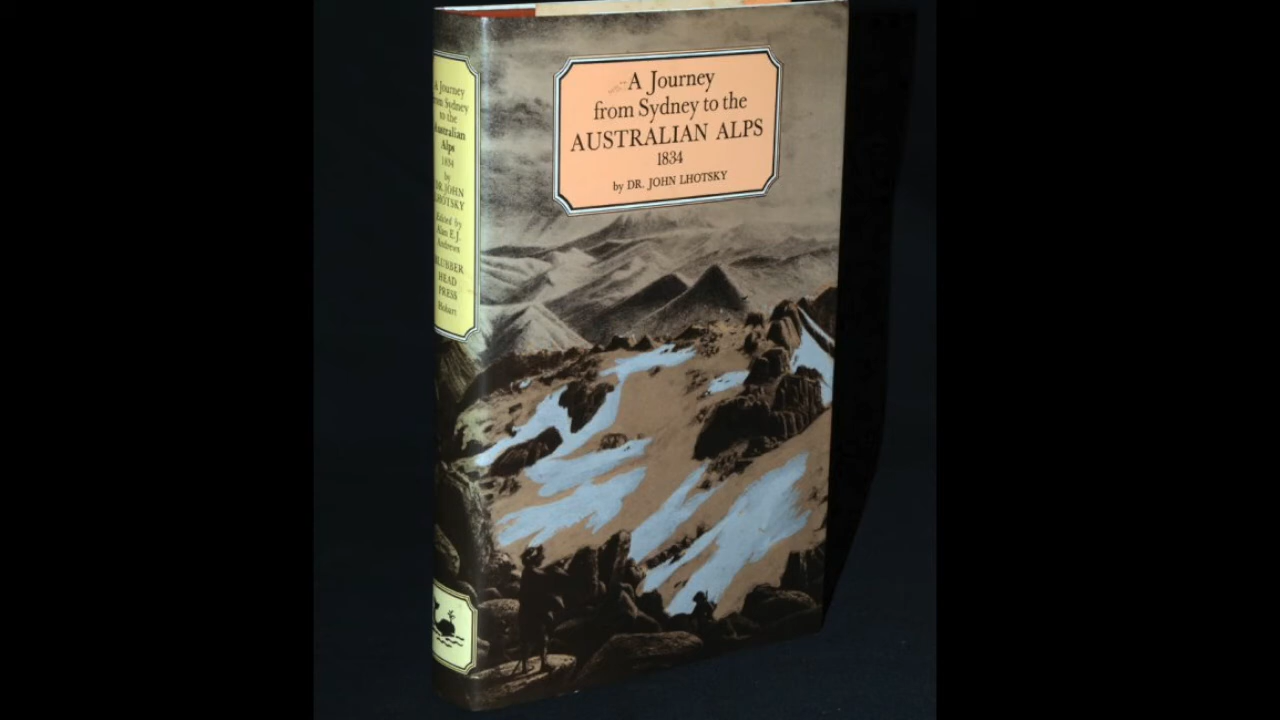 A Journey
from Sydney to the
AUSTRALIAN ALPS
1834
by DR. JOHN LHOTSKY
A Journey
from Sydney
to the
Australian
Alps
1834
by
DR. JOHN
LHOTSKY
Edited by
Alan E.J.
Andrews
BLUBBER
HEAD
PRESS
Hobart